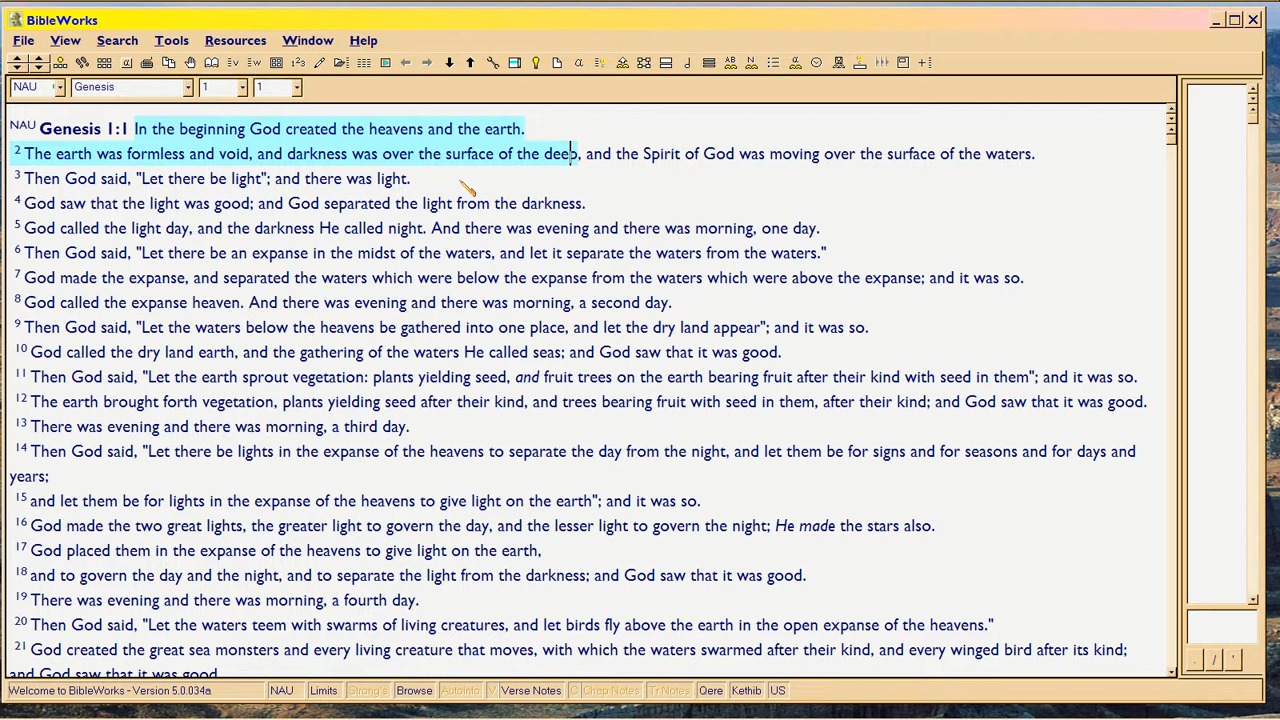 BibleWorks
File View Search Tools Resources Window Help
NAU Genesis 1 1
NAU Genesis 1:1 In the beginning God created the heavens and the earth.
2 The earth was formless and void, and darkness was over the surface of the deep, and the Spirit of God was moving over the surface of the waters.
3 Then God said, "Let there be light"; and there was light.
4 God saw that the light was good; and God separated the light from the darkness.
5 God called the light day, and the darkness He called night. And there was evening and there was morning, one day.
6 Then God said, "Let there be an expanse in the midst of the waters, and let it separate the waters from the waters."
7 God made the expanse, and separated the waters which were below the expanse from the waters which were above the expanse; and it was so.
8 God called the expanse heaven. And there was evening and there was morning, a second day.
9 Then God said, "Let the waters below the heavens be gathered into one place, and let the dry land appear"; and it was so.
10 God called the dry land earth, and the gathering of the waters He called seas; and God saw that it was good.
11 Then God said, "Let the earth sprout vegetation: plants yielding seed, and fruit trees on the earth bearing fruit after their kind with seed in them"; and it was so.
12 The earth brought forth vegetation, plants yielding seed after their kind, and trees bearing fruit with seed in them, after their kind; and God saw that it was good.
13 There was evening and there was morning, a third day.
14 Then God said, "Let there be lights in the expanse of the heavens to separate the day from the night, and let them be for signs and for seasons and for days and
years;
15 and let them be for lights in the expanse of the heavens to give light on the earth"; and it was so.
16 God made the two great lights, the greater light to govern the day, and the lesser light to govern the night; He made the stars also.
17 God placed them in the expanse of the heavens to give light on the earth,
18 and to govern the day and the night, and to separate the light from the darkness; and God saw that it was good.
19 There was evening and there was morning, a fourth day.
20 Then God said, "Let the waters teem with swarms of living creatures, and let birds fly above the earth in the open expanse of the heavens."
21 God created the great sea monsters and every living creature that moves, with which the waters swarmed after their kind, and every winged bird after its kind;
and God saw that it was good.
. / '
Welcome to BibleWorks - Version 5.0.034a NAU Limits Strong's Browse AutoInfo V Verse Notes C Chap Notes Tr Notes Qere Kethib US